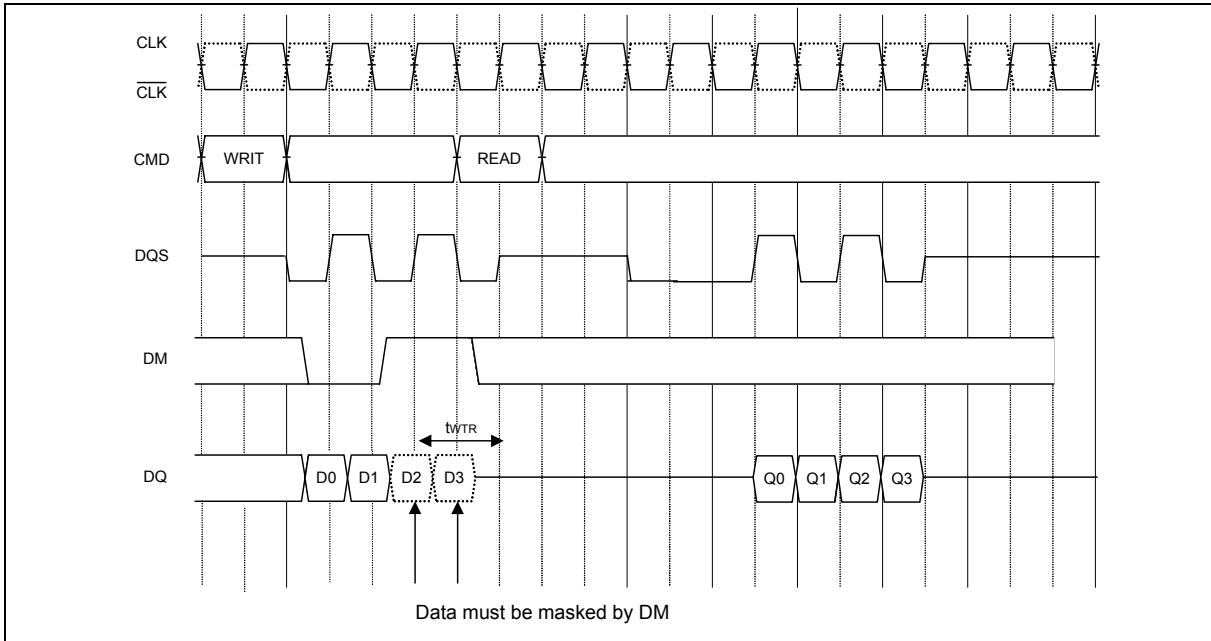 CLK
CLK
CMD WRIT READ
DQS
DM
tWTR
DQ D0 D1 D2 D3 Q0 Q1 Q2 Q3
Data must be masked by DM